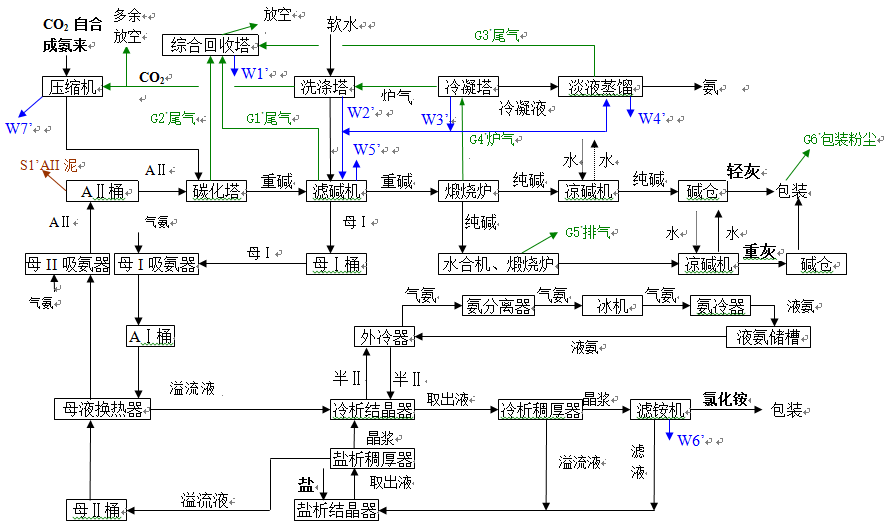 CO2 自合
成氨来
多余
放空
放空
综合回收塔
软水
G3'尾气
压缩机
CO2
W1'
洗涤塔
炉气
冷凝塔
冷凝液
淡液蒸馏
氨
W7'
G2'尾气
G1'尾气
W2'
W3'
G4'炉气
W4'
W5'
水
水
G6'包装粉尘
S1'AII 泥
AⅡ
AⅡ桶
碳化塔
重碱
滤碱机
重碱
煅烧炉
纯碱
凉碱机
纯碱
碱仓
轻灰
包装
AⅡ
气氨
母Ⅰ
纯碱
G5'排气
水
水
母 II 吸氨器
母Ⅰ吸氨器
母Ⅰ
母Ⅰ桶
水合机、煅烧炉
凉碱机
重灰
碱仓
气氨
气氨
氨分离器
气氨
冰机
气氨
氨冷器
液氨
AⅠ桶
外冷器
液氨
液氨储槽
半Ⅱ
半Ⅱ
溢流液
母液换热器
冷析结晶器
取出液
冷析稠厚器
晶浆
滤铵机
氯化铵
包装
晶浆
W6'
盐析稠厚器
溢流液
滤
液
盐
取出液
溢流液
母Ⅱ桶
盐析结晶器